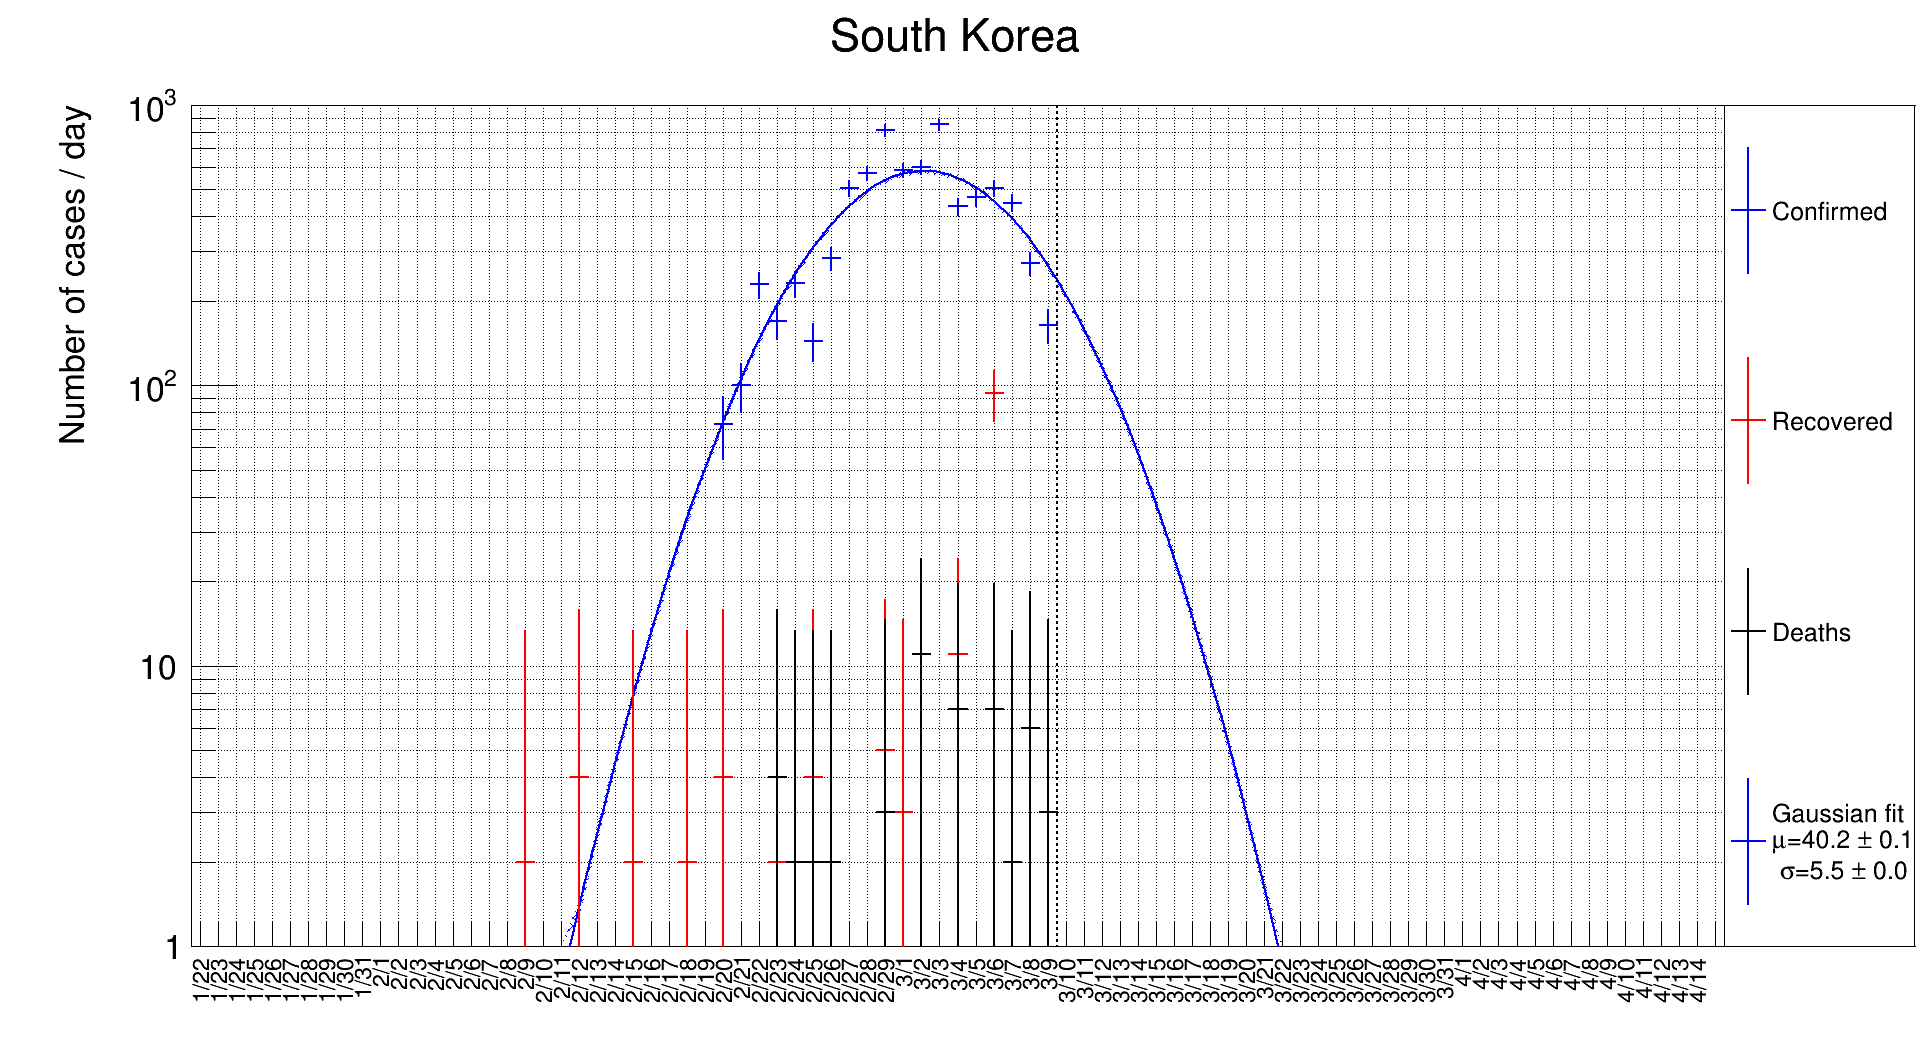 South Korea
Number of cases / day
10³
10²
10
1
1/22 1/23 1/24 1/25 1/26 1/27 1/28 1/29 1/30 1/31 2/1 2/2 2/3 2/4 2/5 2/6 2/7 2/8 2/9 2/10 2/11 2/12 2/13 2/14 2/15 2/16 2/17 2/18 2/19 2/20 2/21 2/22 2/23 2/24 2/25 2/26 2/27 2/28 2/29 3/1 3/2 3/3 3/4 3/5 3/6 3/7 3/8 3/9 3/10 3/11 3/12 3/13 3/14 3/15 3/16 3/17 3/18 3/19 3/20 3/21 3/22 3/23 3/24 3/25 3/26 3/27 3/28 3/29 3/30 3/31 4/1 4/2 4/3 4/4 4/5 4/6 4/7 4/8 4/9 4/10 4/11 4/12 4/13 4/14
Confirmed
Recovered
Deaths
Gaussian fit
μ=40.2 ± 0.1
σ=5.5 ± 0.0